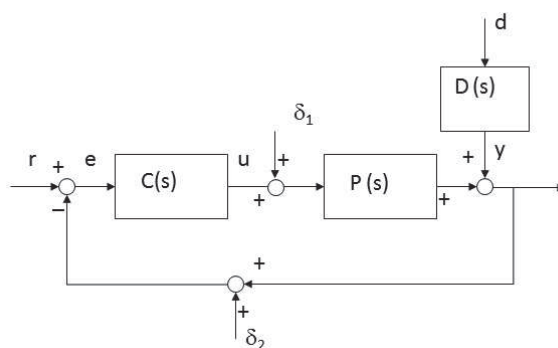 d
D (s)
δ₁
r + e C(s) u + P (s) + y
− + +
+
+
δ₂